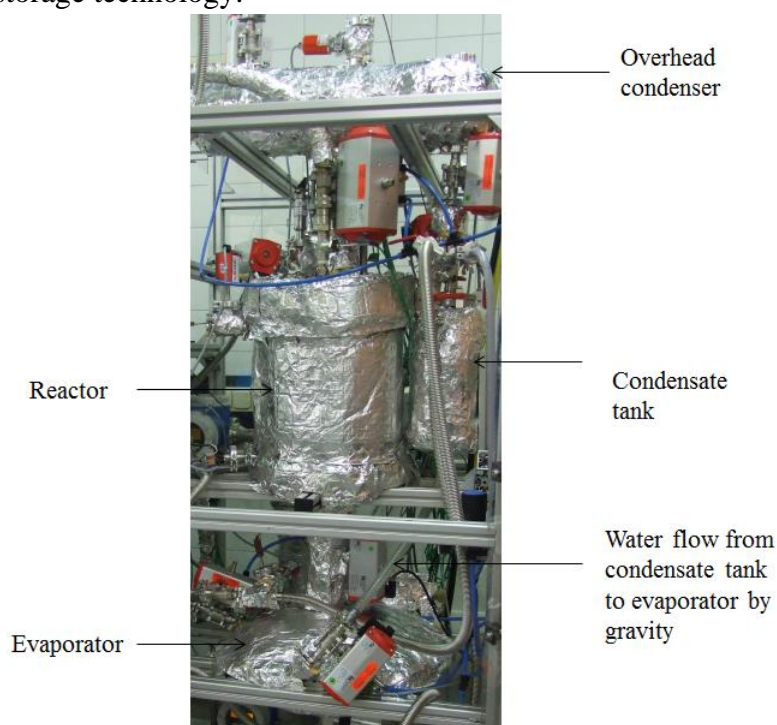 storage technology.
Overhead
condenser
Reactor
Condensate
tank
Water flow from
condensate tank
to evaporator by
gravity
Evaporator